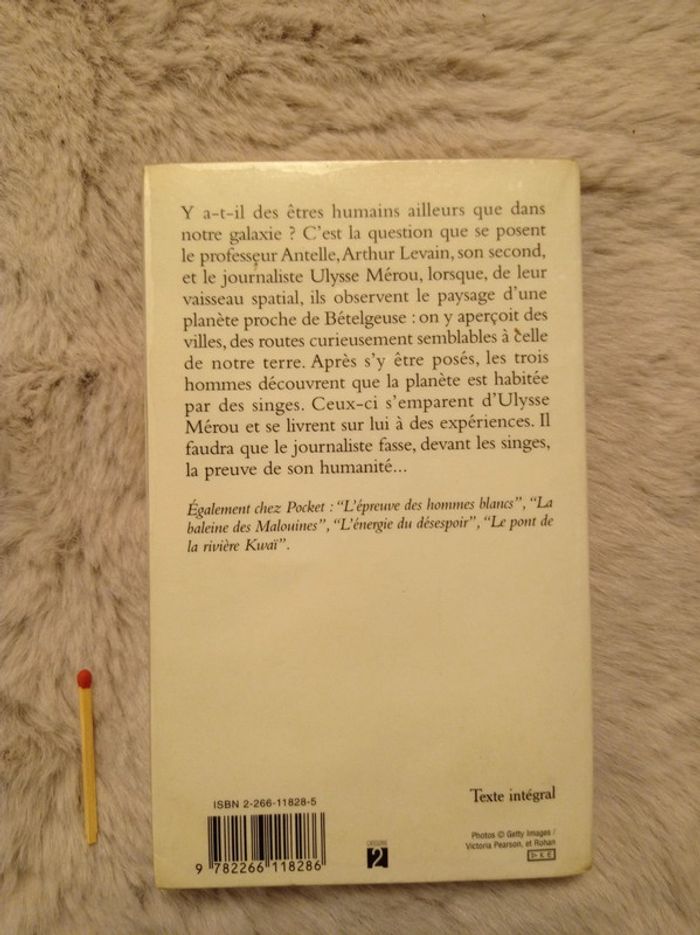 Y a-t-il des êtres humains ailleurs que dans
notre galaxie ? C'est la question que se posent
le professeur Antelle, Arthur Levain, son second,
et le journaliste Ulysse Mérou, lorsque, de leur
vaisseau spatial, ils observent le paysage d'une
planète proche de Bételgeuse : on y aperçoit des
villes, des routes curieusement semblables à celle
de notre terre. Après s'y être posés, les trois
hommes découvrent que la planète est habitée
par des singes. Ceux-ci s'emparent d'Ulysse
Mérou et se livrent sur lui à des expériences. Il
faudra que le journaliste fasse, devant les singes,
la preuve de son humanité...
Également chez Pocket : “L'épreuve des hommes blancs”, “La
baleine des Malouines”, “L'énergie du désespoir”, “Le pont de
la rivière Kwaï”.
Texte intégral
ISBN 2-266-11828-5
9 782266 118286
CATÉGORIE
2
Photos © Getty Images /
Victoria Pearson, et Rohan